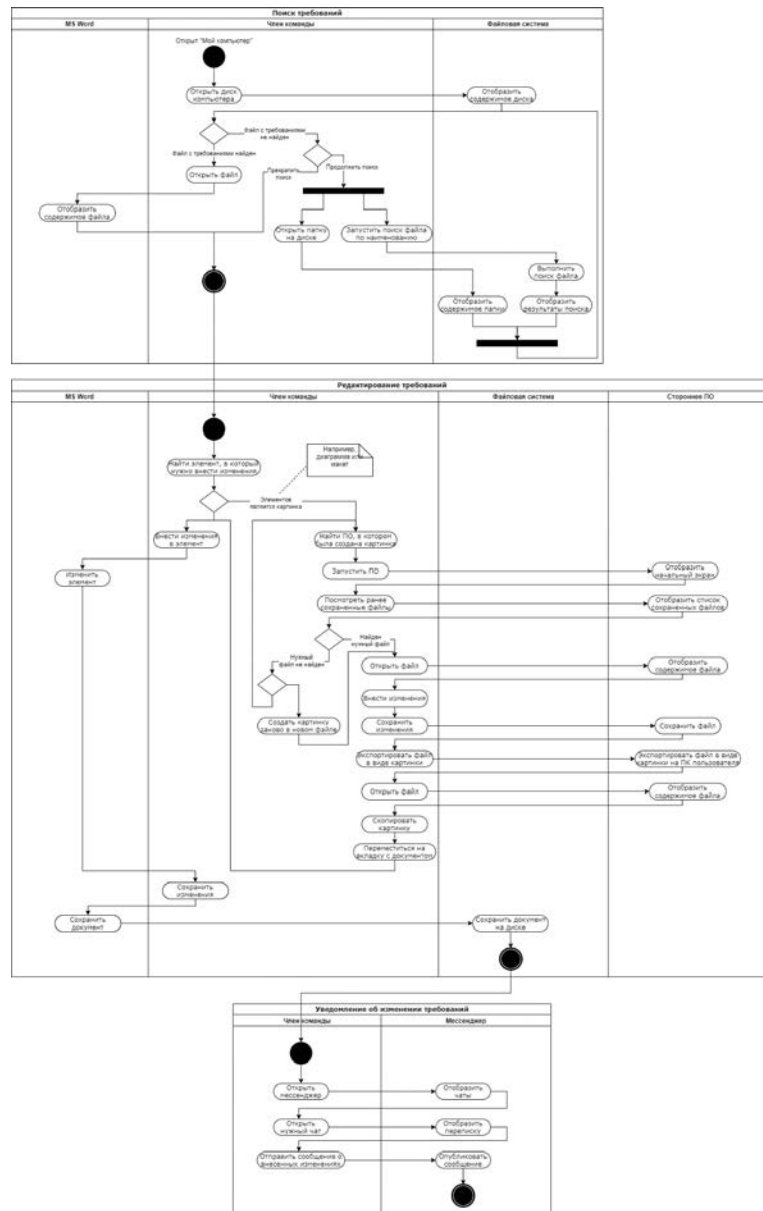 Поиск требований
MS Word
Член команды
Файловая система
Открыт "Мой компьютер"
Открыть диск
компьютера
Отобразить
содержимое диска
Файл с требованиями
не найден
Файл с требованиями найден
Прекратить
поиск
Продолжить поиск
Открыть файл
Отобразить
содержимое файла
Открыть папку
на диске
Запустить поиск файла
по наименованию
Выполнить
поиск файла
Отобразить
содержимое папки
Отобразить
результаты поиска
Редактирование требований
MS Word
Член команды
Файловая система
Стороннее ПО
Найти элемент, в который
нужно внести изменения
Например,
диаграмма или
макет
Элементов
является картинка
Внести изменения
в элемент
Найти ПО, в котором
была создана картинка
Изменить
элемент
Запустить ПО
Отобразить
начальный экран
Посмотреть ранее
сохраненные файлы
Отобразить список
сохраненных файлов
Найден
нужный файл
Нужный
файл не найден
Открыть файл
Отобразить
содержимое файла
Внести изменения
Создать картинку
заново в новом файле
Сохранить
изменения
Сохранить файл
Экспортировать файл
в виде картинки
Экспортировать файл в виде
картинки на ПК пользователя
Открыть файл
Отобразить
содержимое файла
Скопировать
картинку
Переместиться на
вкладку с документом
Сохранить
изменения
Сохранить
документ
Сохранить документ
на диске
Уведомление об изменении требований
Член команды
Мессенджер
Открыть
мессенджер
Отобразить
чаты
Открыть
нужный чат
Отобразить
переписку
Отправить сообщение о
внесенных изменениях
Опубликовать
сообщение